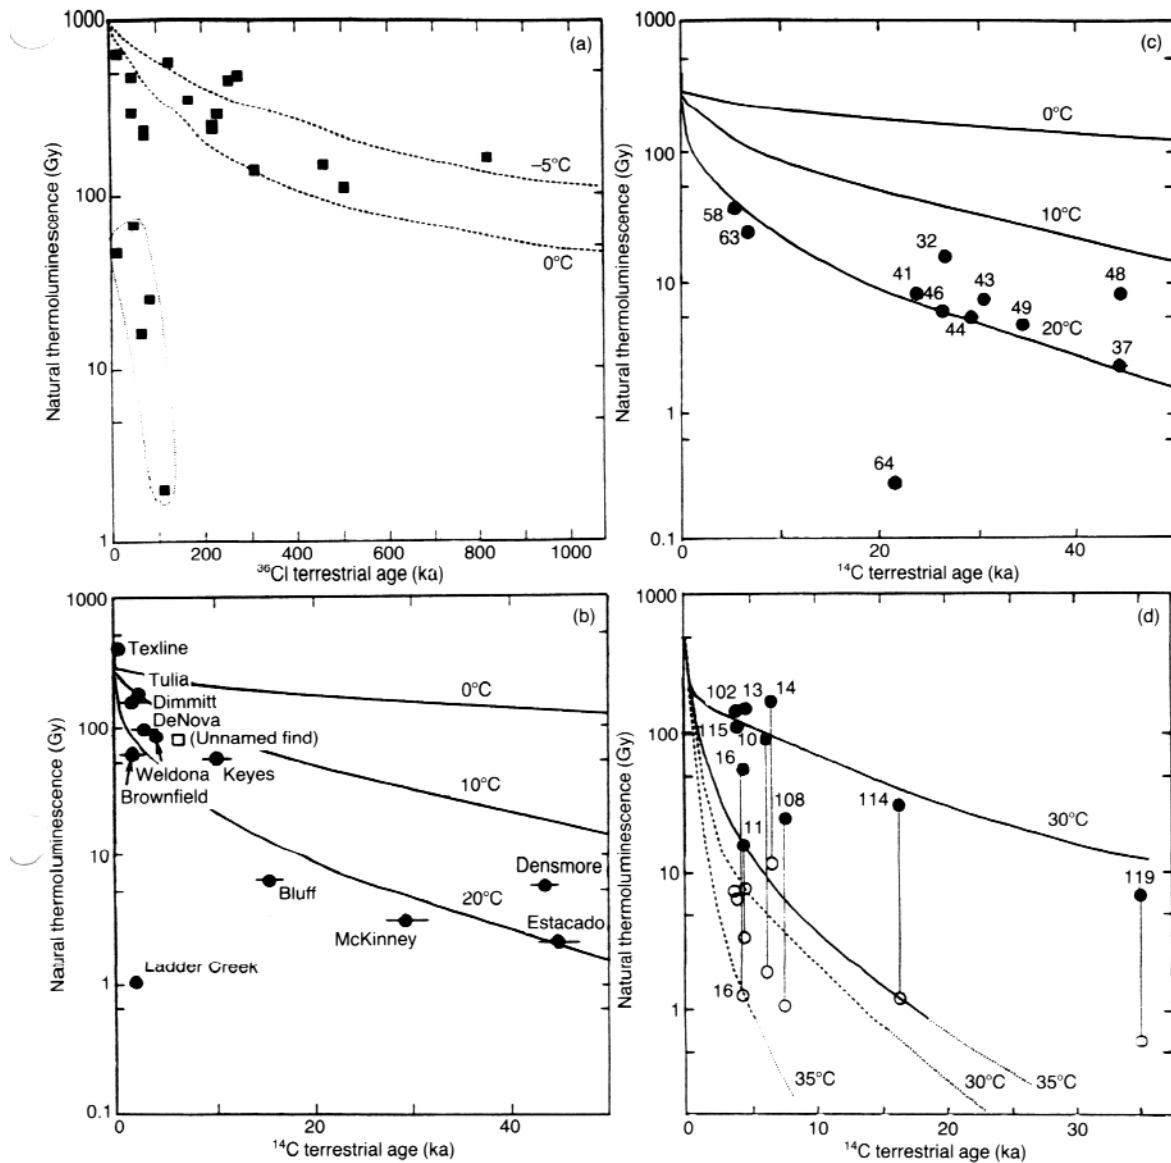 1000
(a)
100
10
1
−5°C
0°C
Natural thermoluminescence (Gy)
0 200 400 600 800 1000
³⁶Cl terrestrial age (ka)
1000
(c)
100
10
1
0.1
0°C
10°C
20°C
58
63
32
41
46
43
44
49
48
37
64
Natural thermoluminescence (Gy)
0 20 40
¹⁴C terrestrial age (ka)
1000
(b)
100
10
1
0.1
Texline
Tulia
Dimmitt
DeNova
(Unnamed find)
Weldona
Keyes
Brownfield
0°C
10°C
20°C
Bluff
Densmore
McKinney
Estacado
Ladder Creek
Natural thermoluminescence (Gy)
0 20 40
¹⁴C terrestrial age (ka)
1000
(d)
100
10
1
102
13
14
115
10
16
108
11
114
30°C
119
16
35°C
30°C
35°C
Natural thermoluminescence (Gy)
0 10 20 30
¹⁴C terrestrial age (ka)